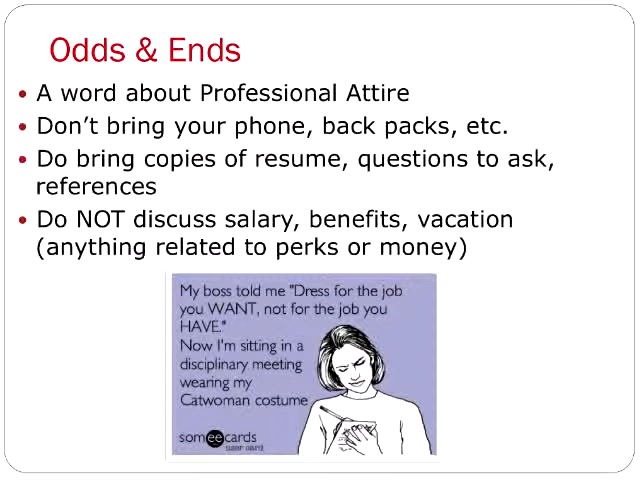 Odds & Ends
• A word about Professional Attire
• Don’t bring your phone, back packs, etc.
• Do bring copies of resume, questions to ask,
references
• Do NOT discuss salary, benefits, vacation
(anything related to perks or money)
My boss told me "Dress for the job
you WANT, not for the job you
HAVE."
Now I'm sitting in a
disciplinary meeting
wearing my
Catwoman costume
someecards
user card